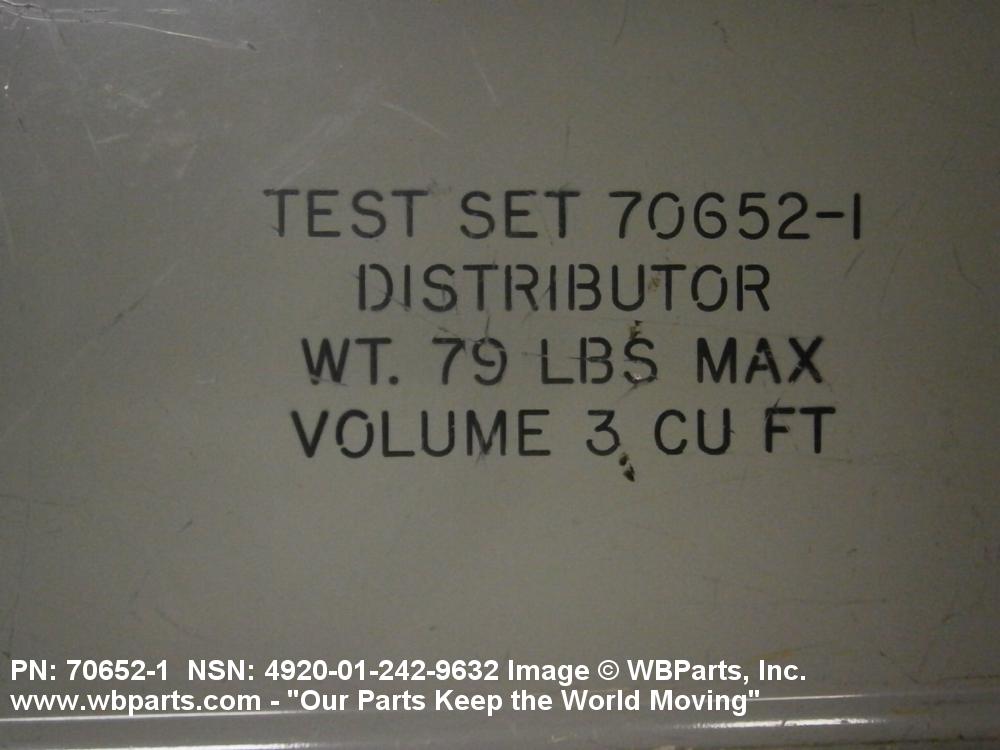 TEST SET 70652-1
DISTRIBUTOR
WT. 79 LBS MAX
VOLUME 3 CU FT
PN: 70652-1 NSN: 4920-01-242-9632 Image © WBParts, Inc.
www.wbparts.com - "Our Parts Keep the World Moving"